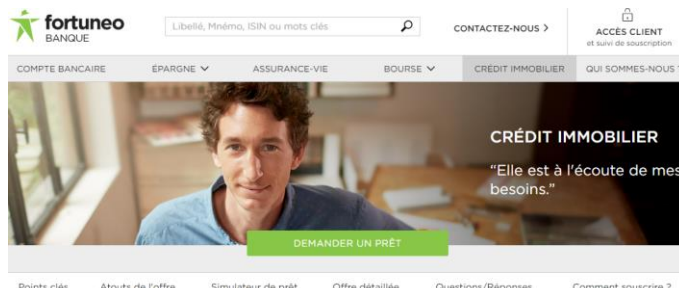 fortuneo
BANQUE
Libellé, Mnémo, ISIN ou mots clés
CONTACTEZ-NOUS >
ACCÈS CLIENT
et suivi de souscription
COMPTE BANCAIRE ÉPARGNE ASSURANCE-VIE BOURSE CRÉDIT IMMOBILIER QUI SOMMES-NOUS ?
CRÉDIT IMMOBILIER
“Elle est à l'écoute de mes
besoins.”
DEMANDER UN PRÊT
Points clés Atouts de l'offre Simulateur de prêt Offre détaillée Questions/Réponses Comment souscrire ?